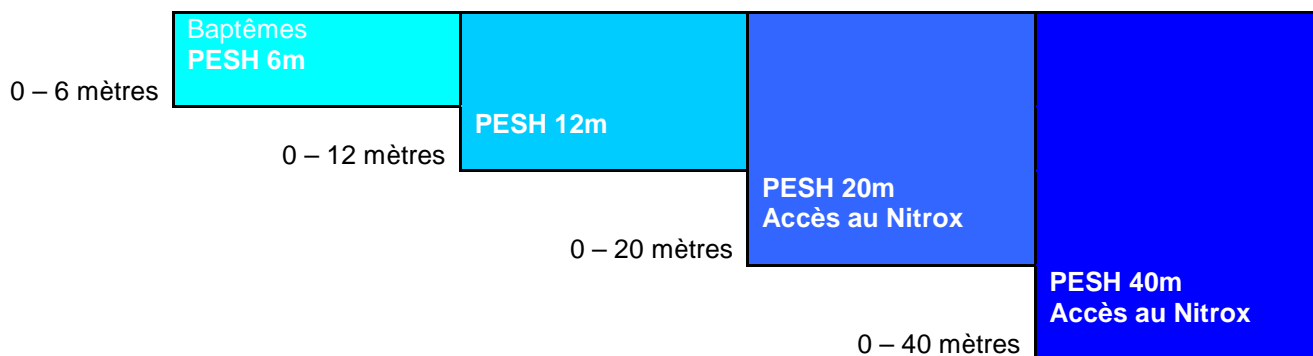 Baptêmes
PESH 6m
0 – 6 mètres
PESH 12m
0 – 12 mètres
PESH 20m
Accès au Nitrox
0 – 20 mètres
PESH 40m
Accès au Nitrox
0 – 40 mètres